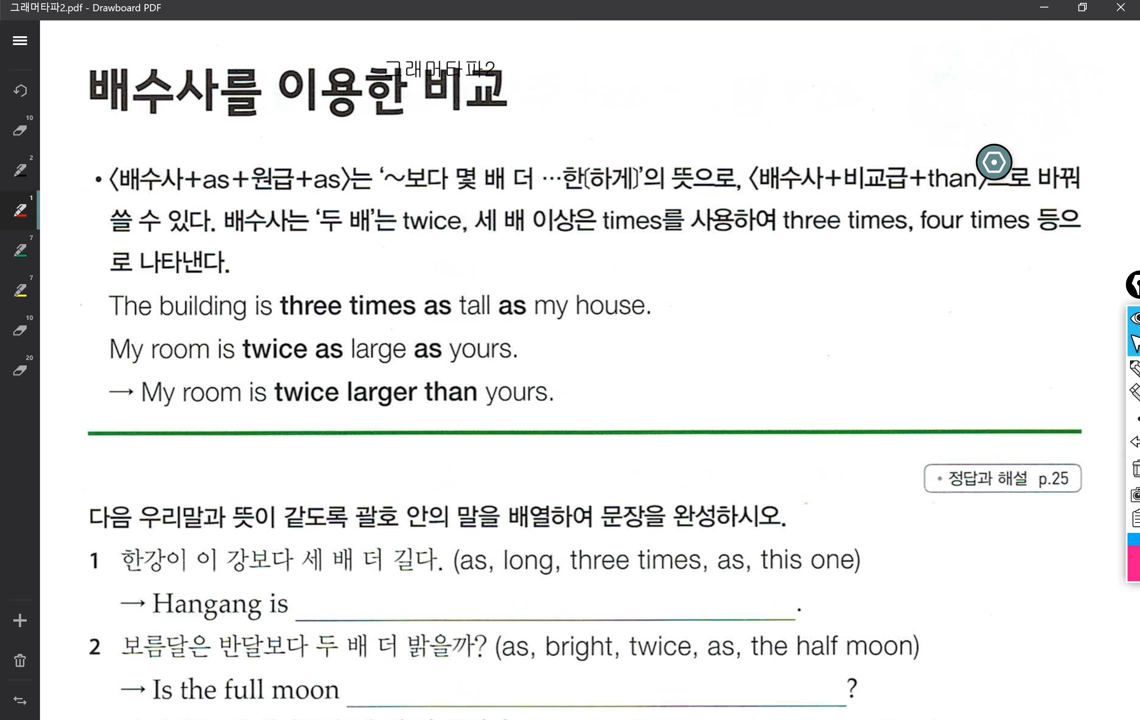 그래머타파2.pdf - Drawboard PDF
그래머타파2
배수사를 이용한 비교
• 〈배수사+as+원급+as〉는 ‘~보다 몇 배 더 …한(하게)’의 뜻으로, 〈배수사+비교급+than〉으로 바꿔
쓸 수 있다. 배수사는 ‘두 배’는 twice, 세 배 이상은 times를 사용하여 three times, four times 등으
로 나타낸다.
The building is three times as tall as my house.
My room is twice as large as yours.
→ My room is twice larger than yours.
• 정답과 해설 p.25
다음 우리말과 뜻이 같도록 괄호 안의 말을 배열하여 문장을 완성하시오.
1 한강이 이 강보다 세 배 더 길다. (as, long, three times, as, this one)
→ Hangang is ______.
2 보름달은 반달보다 두 배 더 밝을까? (as, bright, twice, as, the half moon)
→ Is the full moon ______?
10
2
1
7
7
10
20